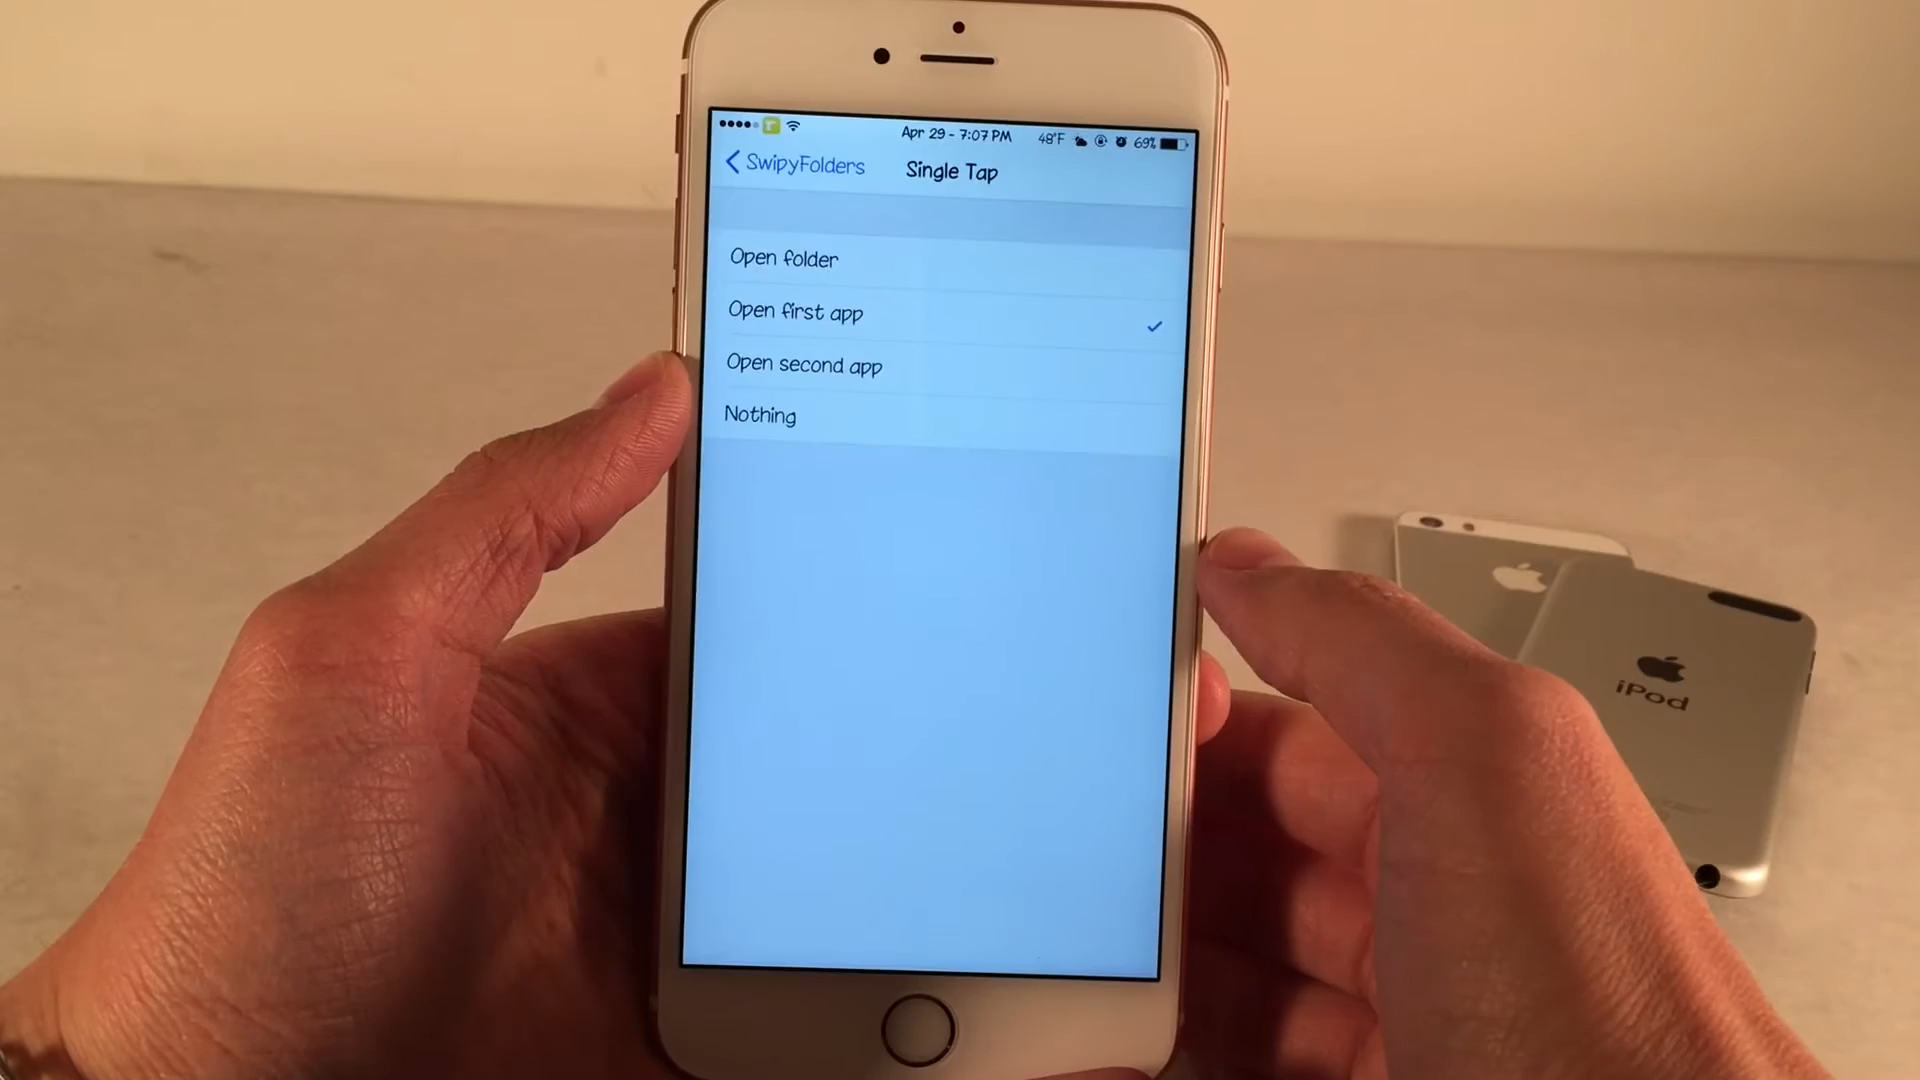 Apr 29 - 7:07 PM
48°F
69%
SwipyFolders
Single Tap
Open folder
Open first app
Open second app
Nothing
iPod